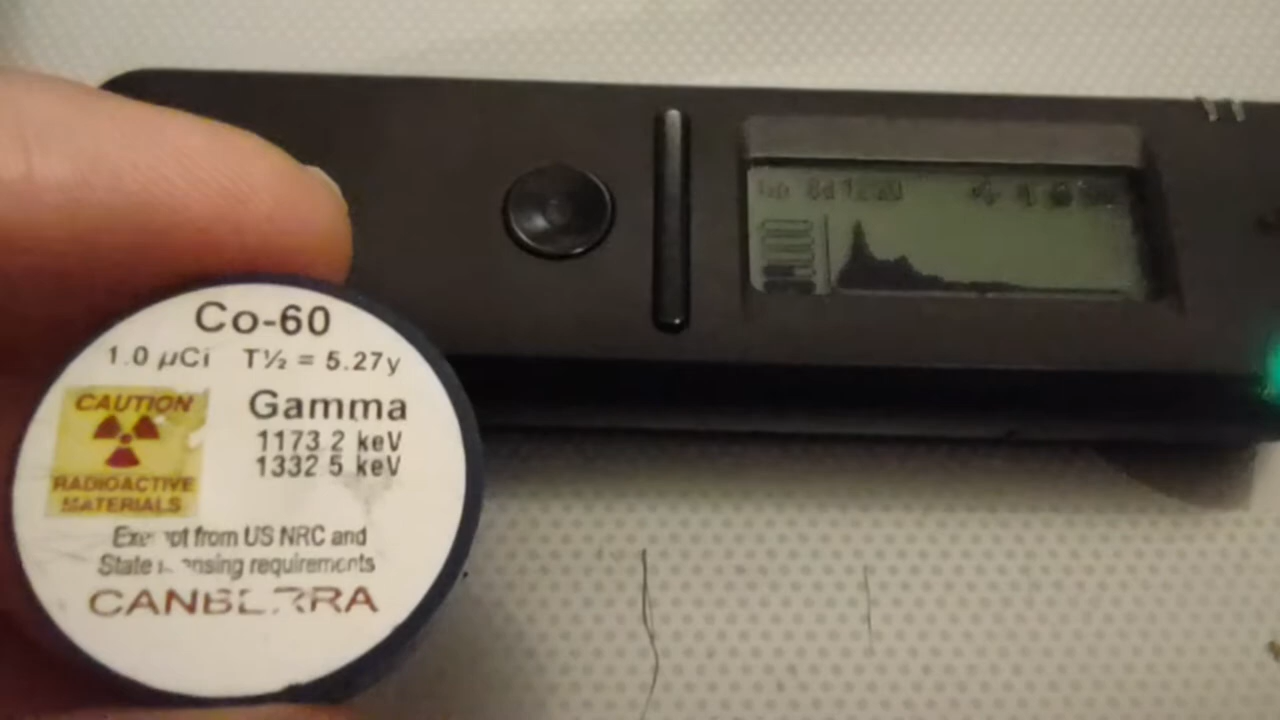 Co-60
1.0 µCi T½ = 5.27y
CAUTION
RADIOACTIVE
MATERIALS
Gamma
1173.2 keV
1332 5 keV
from US NRC and
State requirements